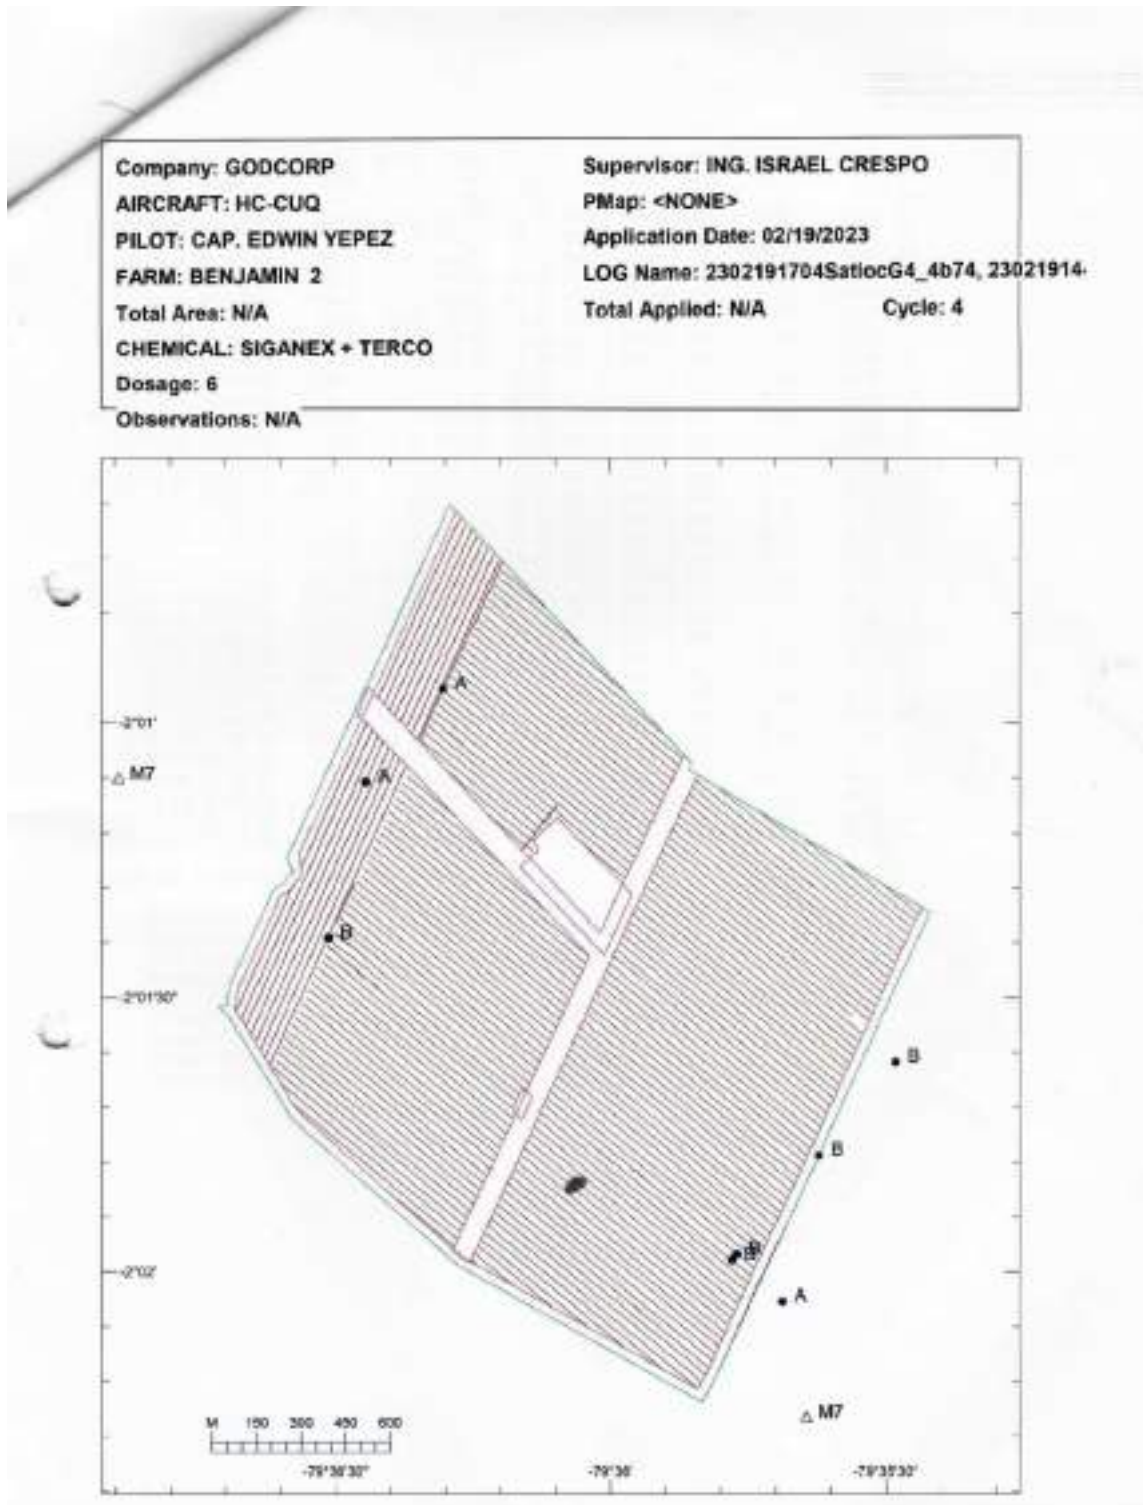 Company: GODCORP
AIRCRAFT: HC-CUQ
PILOT: CAP. EDWIN YEPEZ
FARM: BENJAMIN 2
Total Area: N/A
CHEMICAL: SIGANEX + TERCO
Dosage: 6
Observations: N/A
Supervisor: ING. ISRAEL CRESPO
PMap: <NONE>
Application Date: 02/19/2023
LOG Name: 2302191704SatlocG4_4b74, 23021914
Total Applied: N/A Cycle: 4
A
-2°01'
M7
A
B
-2°01'30"
B
B
B
B
-2°02'
A
M7
M 150 300 450 600
-79°36'30" -79°36' -79°35'30"